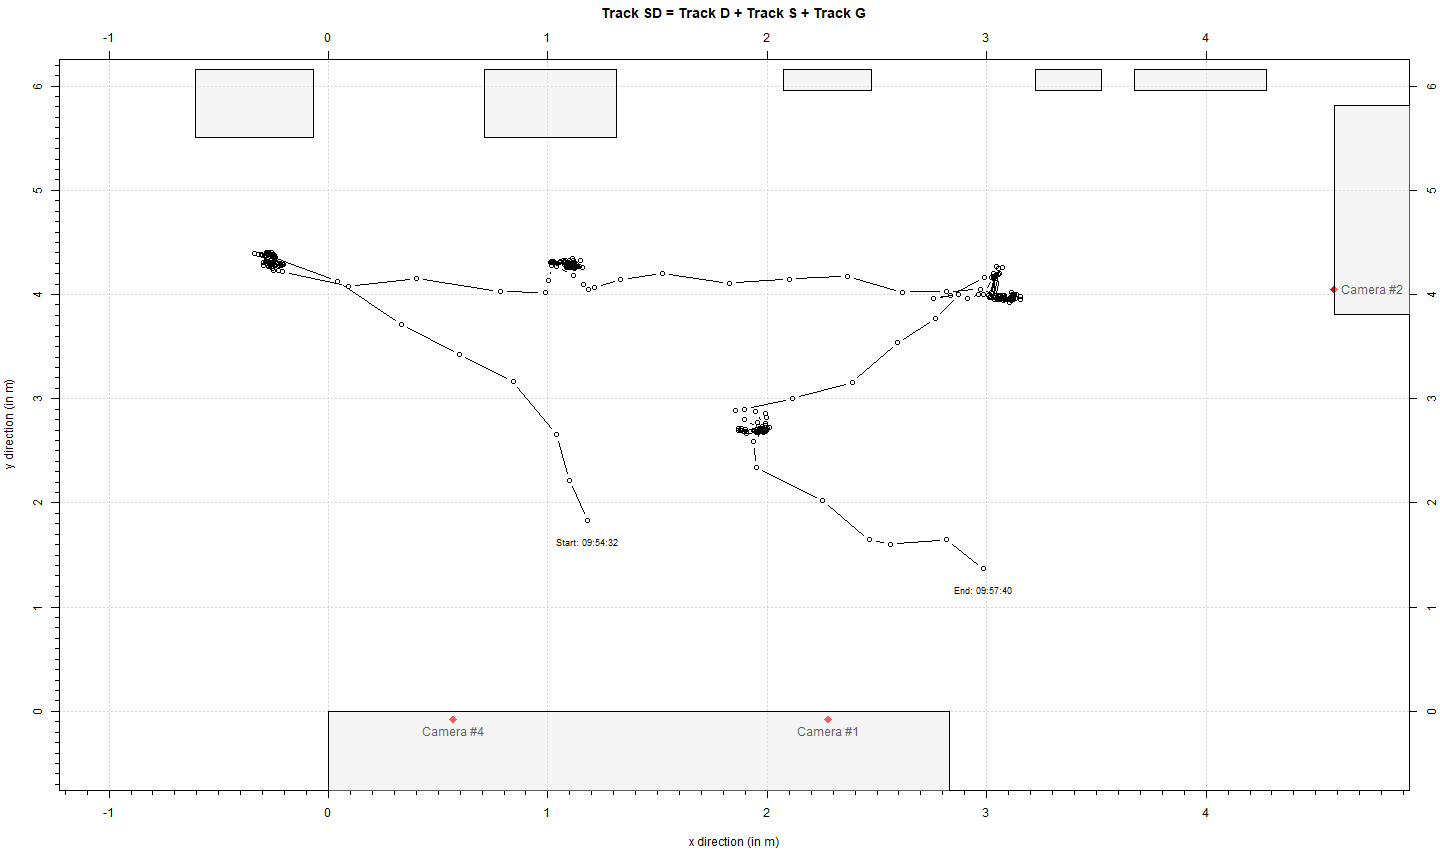 Track SD = Track D + Track S + Track G
-1 0 1 2 3 4
6 6
5 5
Camera #2
4 4
3 3
2 2
Start: 09:54:32
End: 09:57:40
1 1
0 0
Camera #4 Camera #1
-1 0 1 2 3 4
x direction (in m)
y direction (in m)